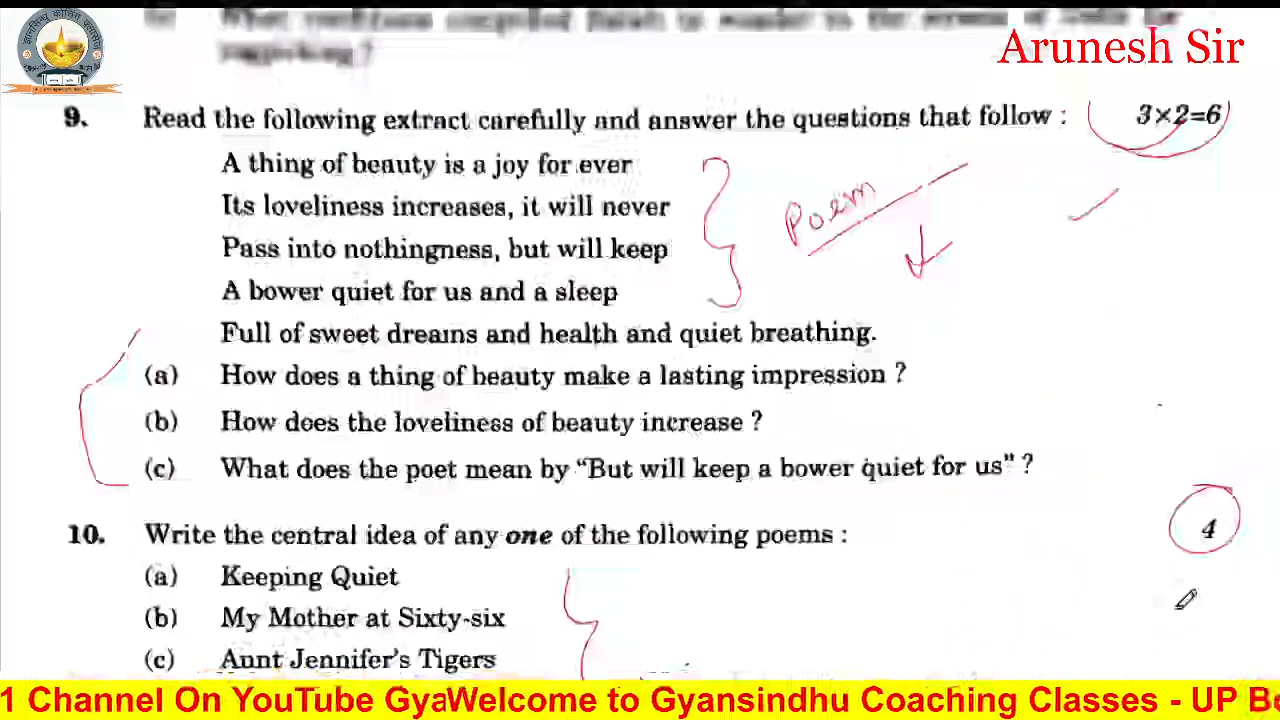 Arunesh Sir
9. Read the following extract carefully and answer the questions that follow : 3×2=6
A thing of beauty is a joy for ever
Its loveliness increases, it will never
Pass into nothingness, but will keep
A bower quiet for us and a sleep
Full of sweet dreams and health and quiet breathing.
Poem
(a) How does a thing of beauty make a lasting impression ?
(b) How does the loveliness of beauty increase ?
(c) What does the poet mean by “But will keep a bower quiet for us” ?
10. Write the central idea of any one of the following poems : 4
(a) Keeping Quiet
(b) My Mother at Sixty-six
(c) Aunt Jennifer's Tigers
1 Channel On YouTube GyaWelcome to Gyansindhu Coaching Classes - UP Bo